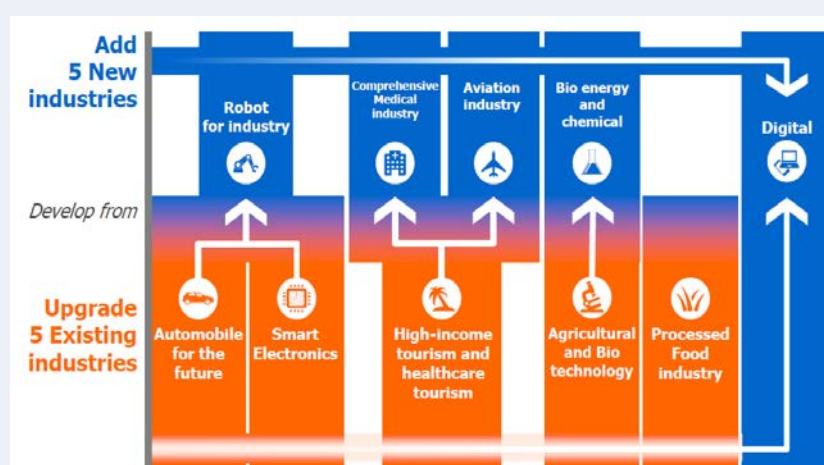 Add
5 New
industries
Robot
for industry
Comprehensive
Medical
industry
Aviation
industry
Bio energy
and
chemical
Digital
Develop from
Upgrade
5 Existing
industries
Automobile
for the
future
Smart
Electronics
High-income
tourism and
healthcare
tourism
Agricultural
and Bio
technology
Processed
Food
industry